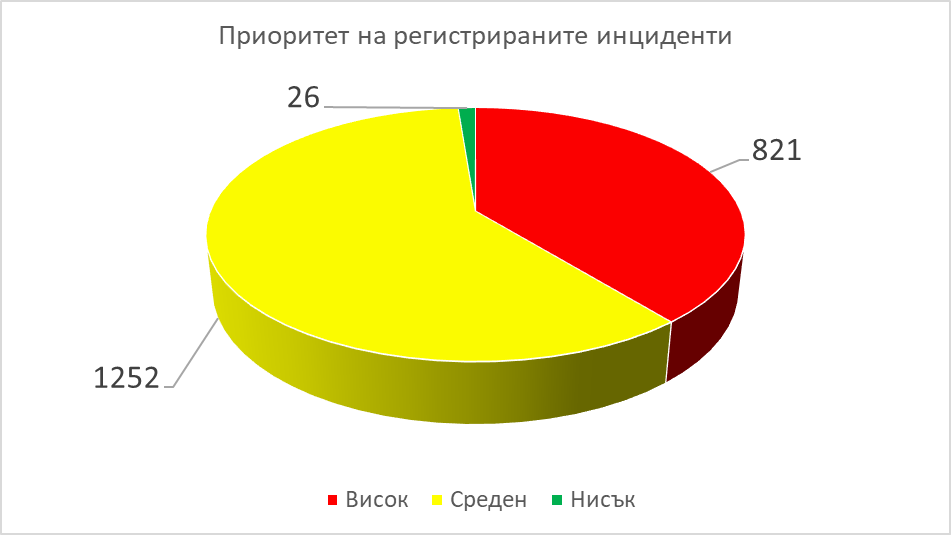 Приоритет на регистрираните инциденти
26
821
1252
Висок Среден Нисък